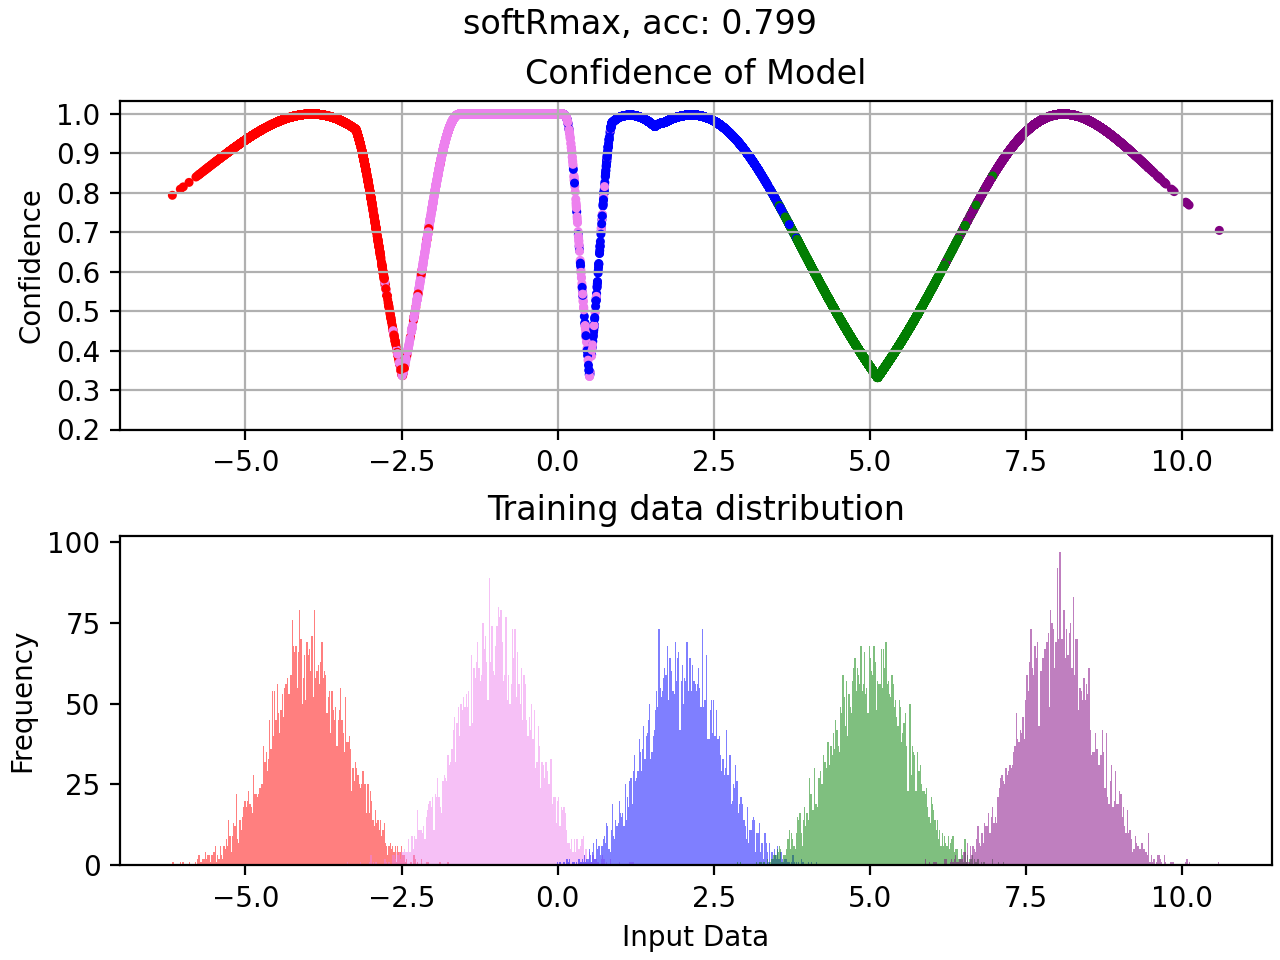 softRmax, acc: 0.799
Confidence of Model
1.0
0.9
0.8
0.7
0.6
0.5
0.4
0.3
0.2
Confidence
−5.0 −2.5 0.0 2.5 5.0 7.5 10.0
Training data distribution
100
75
50
25
0
Frequency
−5.0 −2.5 0.0 2.5 5.0 7.5 10.0
Input Data